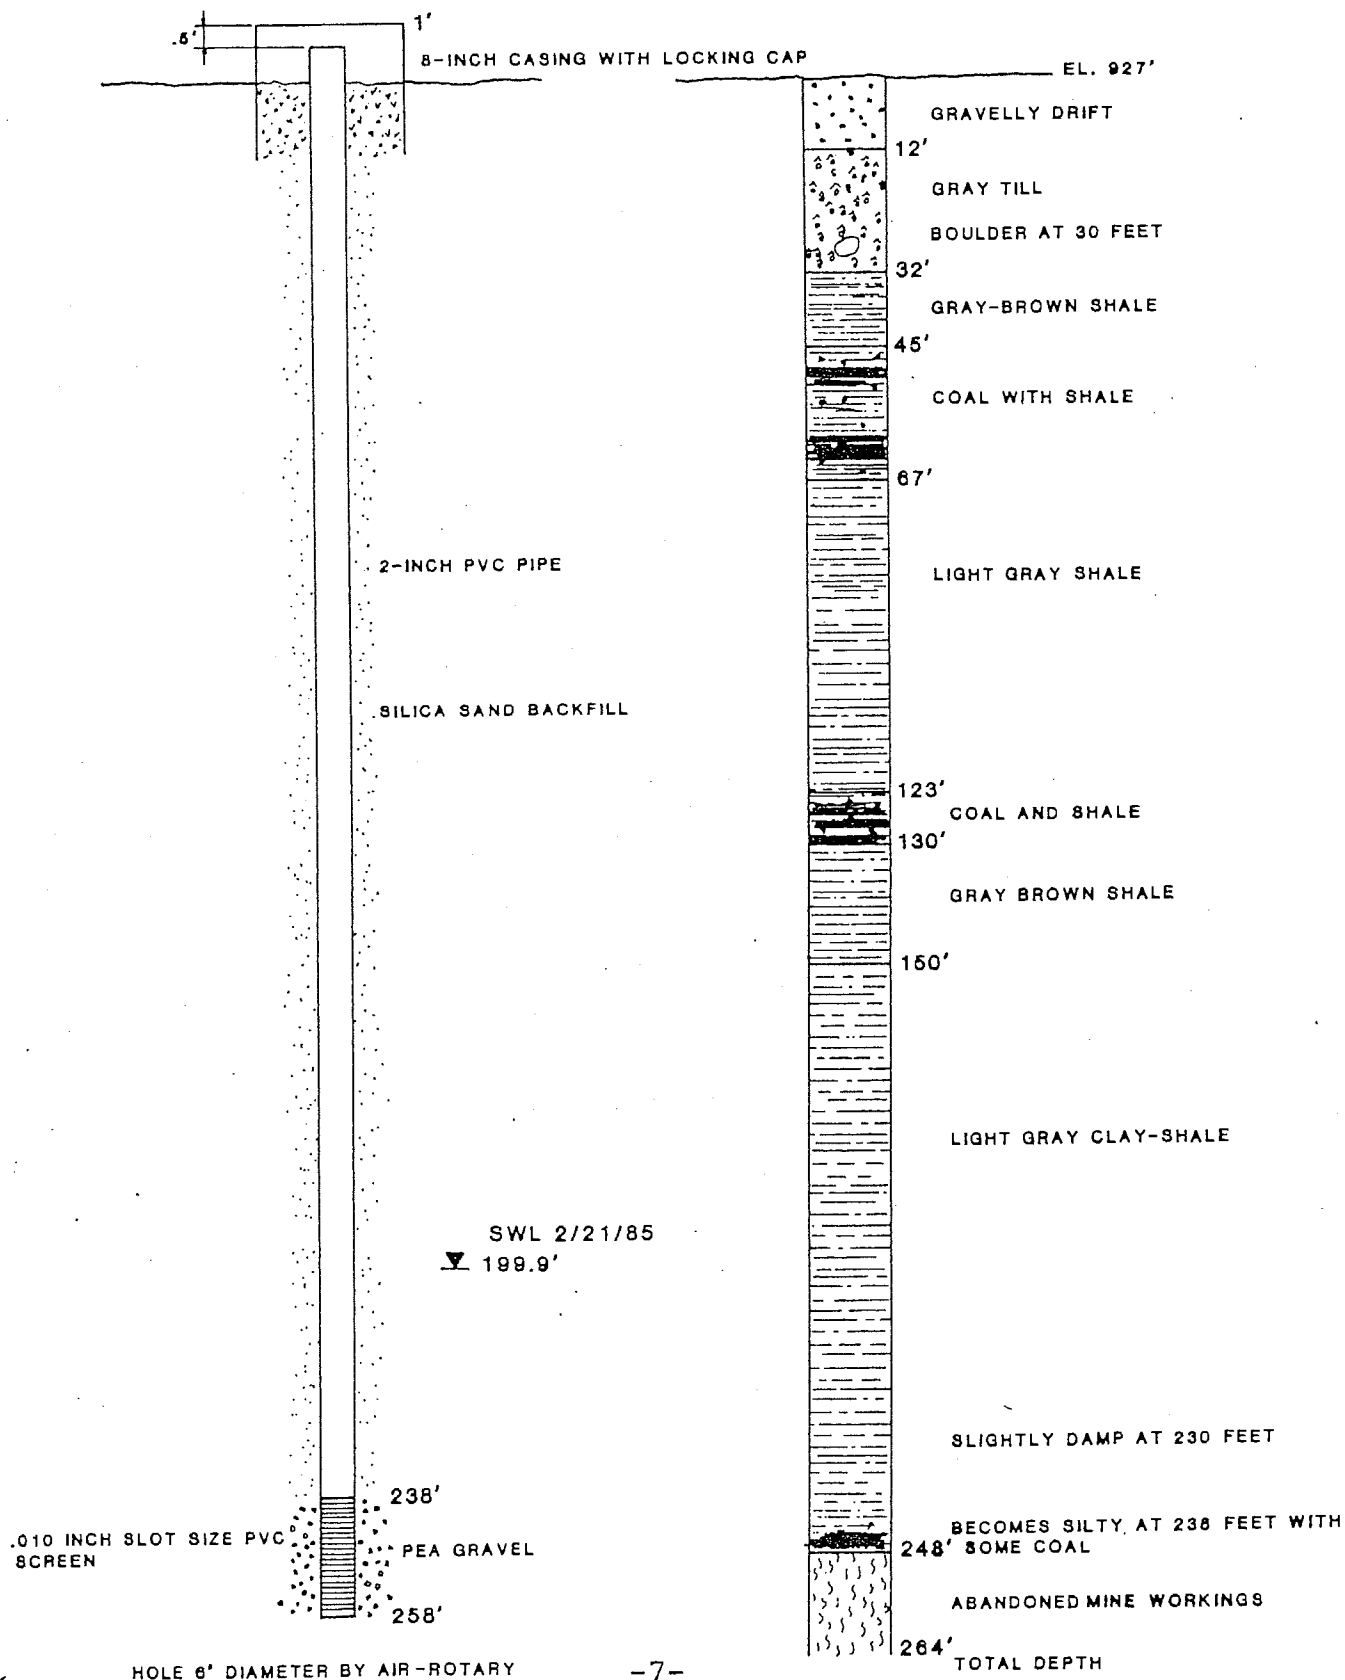 1'
.5'
8-INCH CASING WITH LOCKING CAP
EL. 927'
GRAVELLY DRIFT
12'
GRAY TILL
BOULDER AT 30 FEET
32'
GRAY-BROWN SHALE
45'
COAL WITH SHALE
67'
2-INCH PVC PIPE
LIGHT GRAY SHALE
SILICA SAND BACKFILL
123'
COAL AND SHALE
130'
GRAY BROWN SHALE
150'
LIGHT GRAY CLAY-SHALE
SWL 2/21/85
199.9'
SLIGHTLY DAMP AT 230 FEET
238'
BECOMES SILTY, AT 238 FEET WITH
SOME COAL
248'
.010 INCH SLOT SIZE PVC
SCREEN
PEA GRAVEL
ABANDONED MINE WORKINGS
258'
264'
TOTAL DEPTH
HOLE 6' DIAMETER BY AIR-ROTARY
-7-